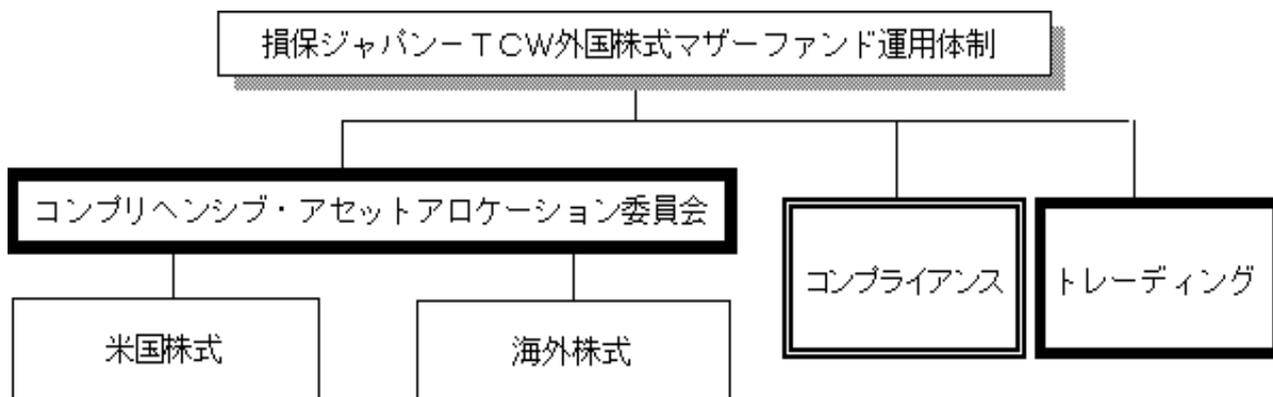 損保ジャパン－ＴＣＷ外国株式マザーファンド運用体制
コンプリヘンシブ・アセットアロケーション委員会
コンプライアンス
トレーディング
米国株式
海外株式